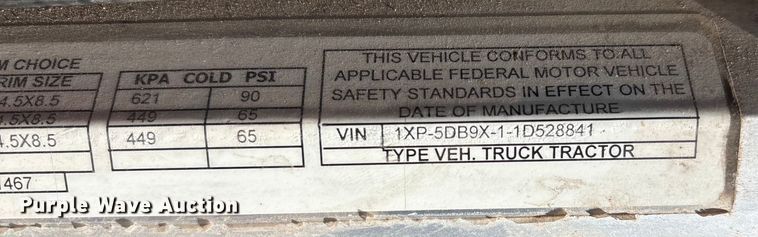 M CHOICE
RIM SIZE
4.5X8.5
4.5X8.5
4.5X8.5
1467
KPA COLD PSI
621 90
449 65
449 65
THIS VEHICLE CONFORMS TO ALL
APPLICABLE FEDERAL MOTOR VEHICLE
SAFETY STANDARDS IN EFFECT ON THE
DATE OF MANUFACTURE
VIN 1XP-5DB9X-1-1D528841
TYPE VEH. TRUCK TRACTOR
Purple Wave Auction